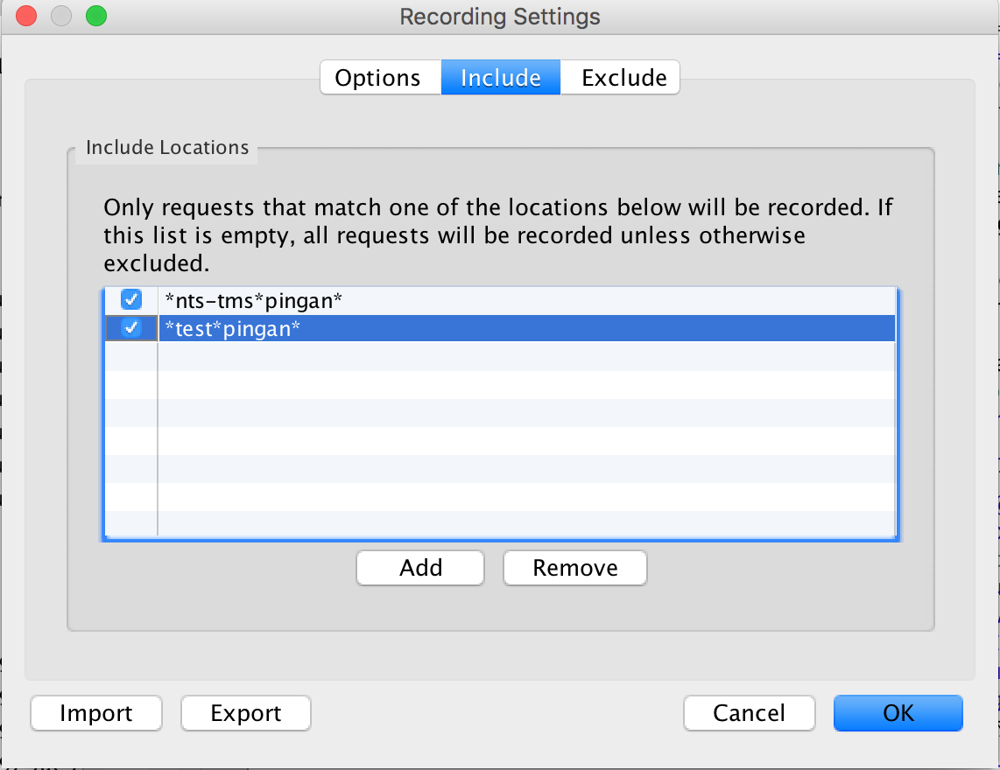 Recording Settings
Options
Include
Exclude
Include Locations
Only requests that match one of the locations below will be recorded. If
this list is empty, all requests will be recorded unless otherwise
excluded.
*nts-tms*pingan*
*test*pingan*
Add
Remove
Import
Export
Cancel
OK